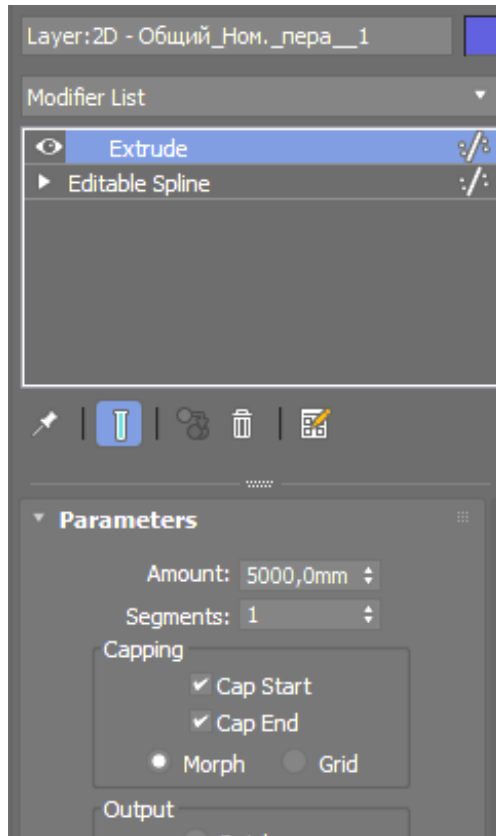 Layer:2D - Общий_Ном._пера__1
Modifier List
Extrude
Editable Spline
Parameters
Amount: 5000,0mm
Segments: 1
Capping
Cap Start
Cap End
Morph Grid
Output